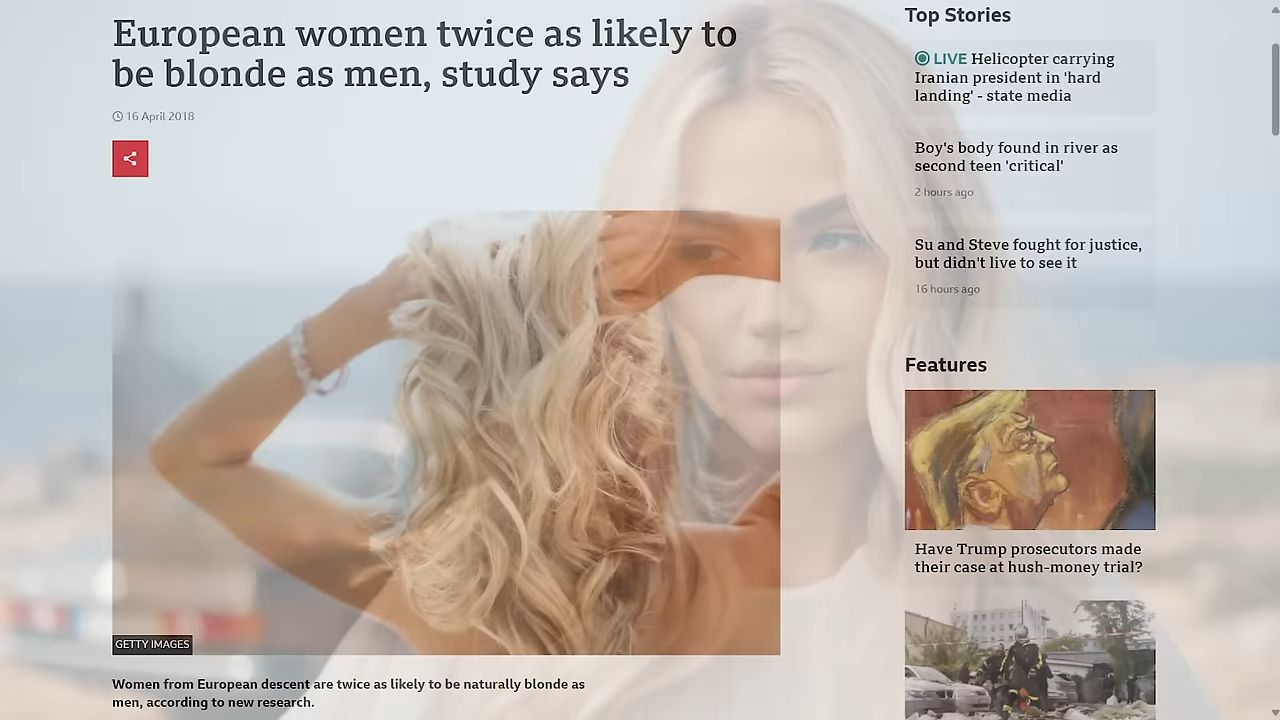 European women twice as likely to
be blonde as men, study says
16 April 2018
GETTY IMAGES
Women from European descent are twice as likely to be naturally blonde as
men, according to new research.
Top Stories
LIVE Helicopter carrying
Iranian president in 'hard
landing' - state media
Boy's body found in river as
second teen 'critical'
2 hours ago
Su and Steve fought for justice,
but didn't live to see it
16 hours ago
Features
Have Trump prosecutors made
their case at hush-money trial?